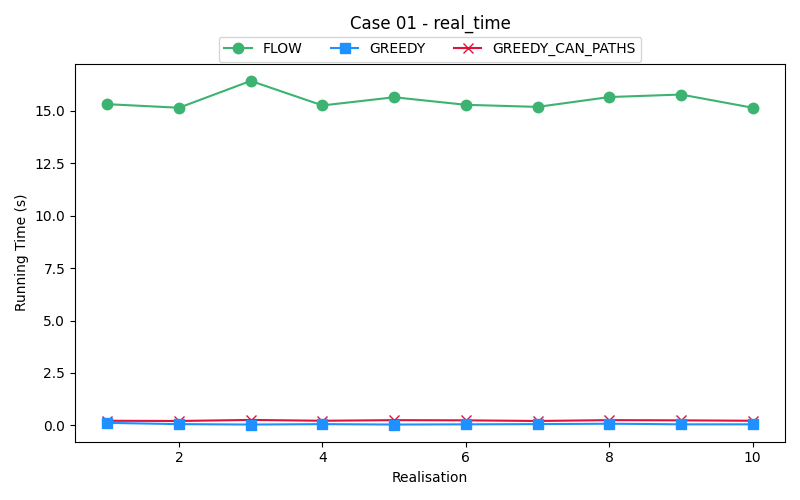 Case 01 - real_time
FLOW GREEDY GREEDY_CAN_PATHS
15.0
12.5
10.0
7.5
5.0
2.5
0.0
Running Time (s)
2 4 6 8 10
Realisation